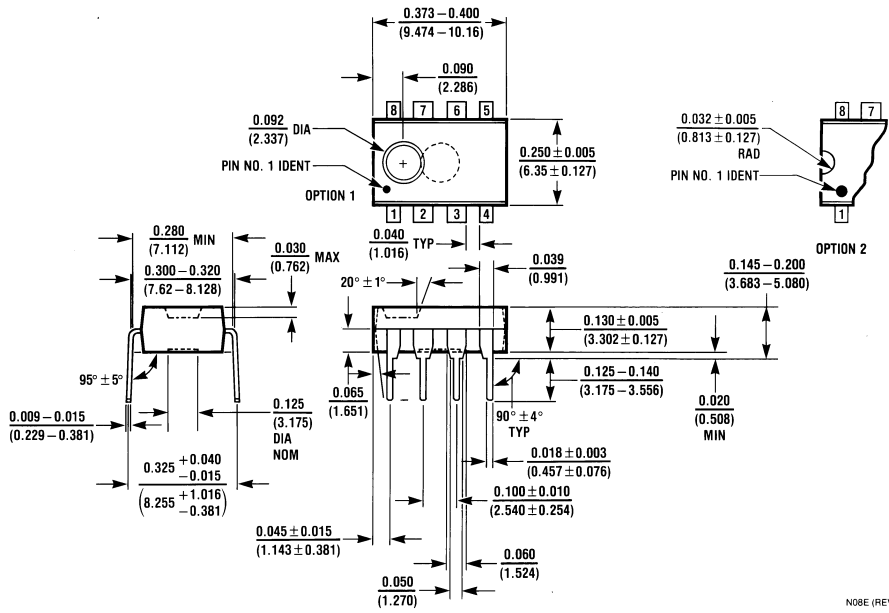 0.373 – 0.400
(9.474 – 10.16)
0.090
(2.286)
8 7 6 5
0.092 DIA
(2.337)
PIN NO. 1 IDENT
OPTION 1
1 2 3 4
0.250 ± 0.005
(6.35 ± 0.127)
0.032 ± 0.005
(0.813 ± 0.127)
RAD
PIN NO. 1 IDENT
8 7
1
OPTION 2
0.280 MIN
(7.112)
0.300 – 0.320
(7.62 – 8.128)
0.030 MAX
(0.762)
0.040 TYP
(1.016)
20° ± 1°
0.039
(0.991)
0.145 – 0.200
(3.683 – 5.080)
0.130 ± 0.005
(3.302 ± 0.127)
0.125 – 0.140
(3.175 – 3.556)
0.020
(0.508)
MIN
95° ± 5°
0.009 – 0.015
(0.229 – 0.381)
0.125
(3.175)
DIA
NOM
0.065
(1.651)
90° ± 4°
TYP
0.018 ± 0.003
(0.457 ± 0.076)
0.325 +0.040
−0.015
(8.255 +1.016
−0.381)
0.100 ± 0.010
(2.540 ± 0.254)
0.045 ± 0.015
(1.143 ± 0.381)
0.060
(1.524)
0.050
(1.270)
N08E (RE